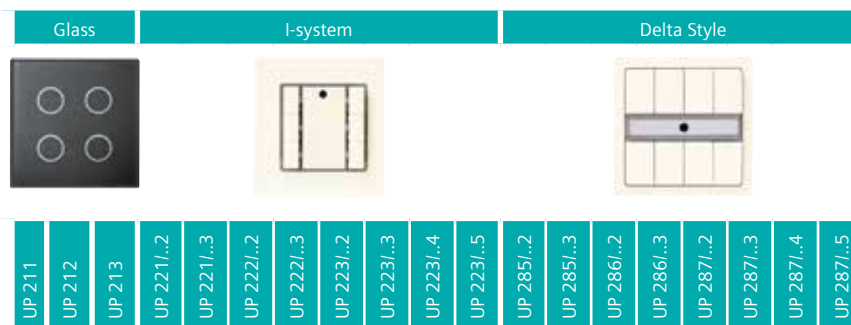 Glass
I-system
Delta Style
UP 211
UP 212
UP 213
UP 221/..2
UP 221/..3
UP 222/..2
UP 222/..3
UP 223/..2
UP 223/..3
UP 223/..4
UP 223/..5
UP 285/..2
UP 285/..3
UP 286/..2
UP 286/..3
UP 287/..2
UP 287/..3
UP 287/..4
UP 287/..5